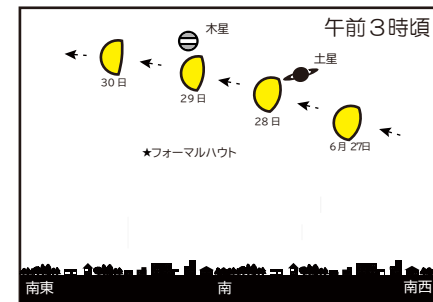 午前３時頃
木星
土星
30日
29日
28日
6月 27日
★フォーマルハウト
南東
南
南西